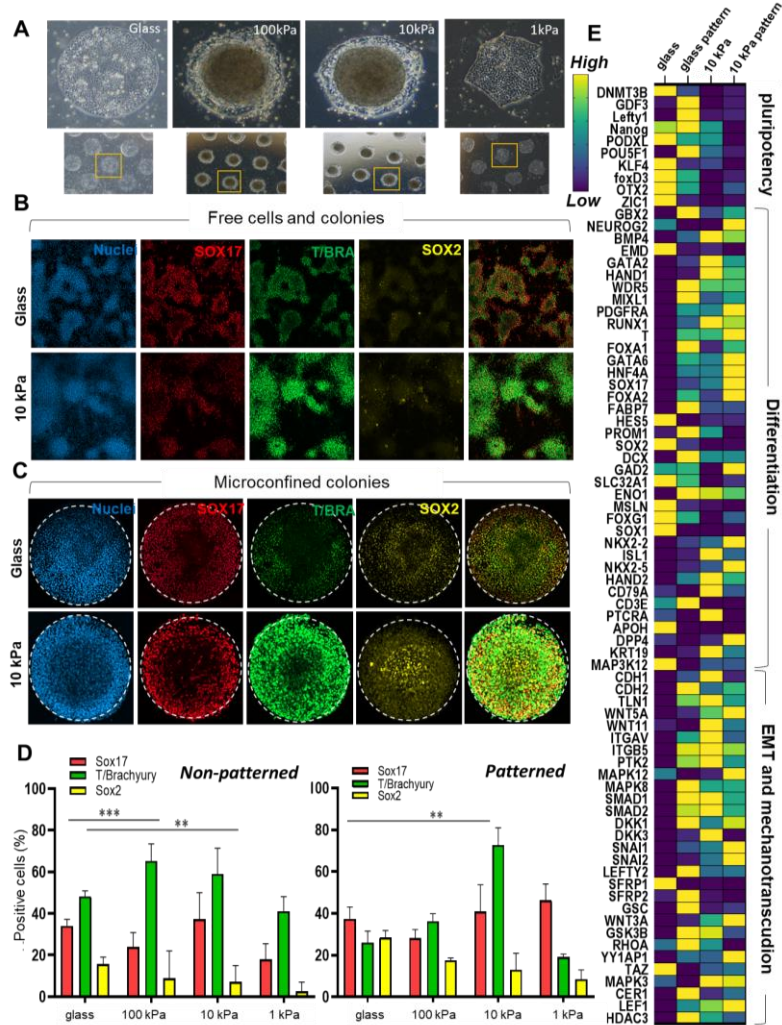 A
Glass
100kPa
10kPa
1kPa
B
Free cells and colonies
Nuclei
SOX17
T/BRA
SOX2
Glass
10 kPa
C
Microconfined colonies
Nuclei
SOX17
T/BRA
SOX2
Glass
10 kPa
D
Sox17
T/Brachyury
Sox2
Non-patterned
***
**
Positive cells (%)
100
80
60
40
20
0
glass
100 kPa
10 kPa
1 kPa
Sox17
T/Brachyury
Sox2
Patterned
**
100
80
60
40
20
0
glass
100 kPa
10 kPa
1 kPa
E
High
Low
glass
glass pattern
10 kPa
10 kPa pattern
DNMT3B
GDF3
Lefty1
Nanog
PODXL
POU5F1
KLF4
foxD3
OTX2
ZIC1
GBX2
NEUROG2
BMP4
EMD
GATA2
HAND1
WDR5
MIXL1
PDGFRA
RUNX1
T
FOXA1
GATA6
HNF4A
SOX17
FOXA2
FABP7
HES5
PROM1
SOX2
DCX
GAD2
SLC32A1
ENO1
MSLN
FOXG1
SOX1
NKX2-2
ISL1
NKX2-5
HAND2
CD79A
CD3E
PTCRA
APOH
DPP4
KRT19
MAP3K12
CDH1
CDH2
TLN1
WNT5A
WNT11
ITGAV
ITGB5
PTK2
MAPK12
MAPK8
SMAD1
SMAD2
DKK1
DKK3
SNAI1
SNAI2
LEFTY2
SFRP1
SFRP2
GSC
WNT3A
GSK3B
RHOA
YY1AP1
TAZ
MAPK3
CER1
LEF1
HDAC3
pluripotency
Differentiation
EMT and mechanotranscudion